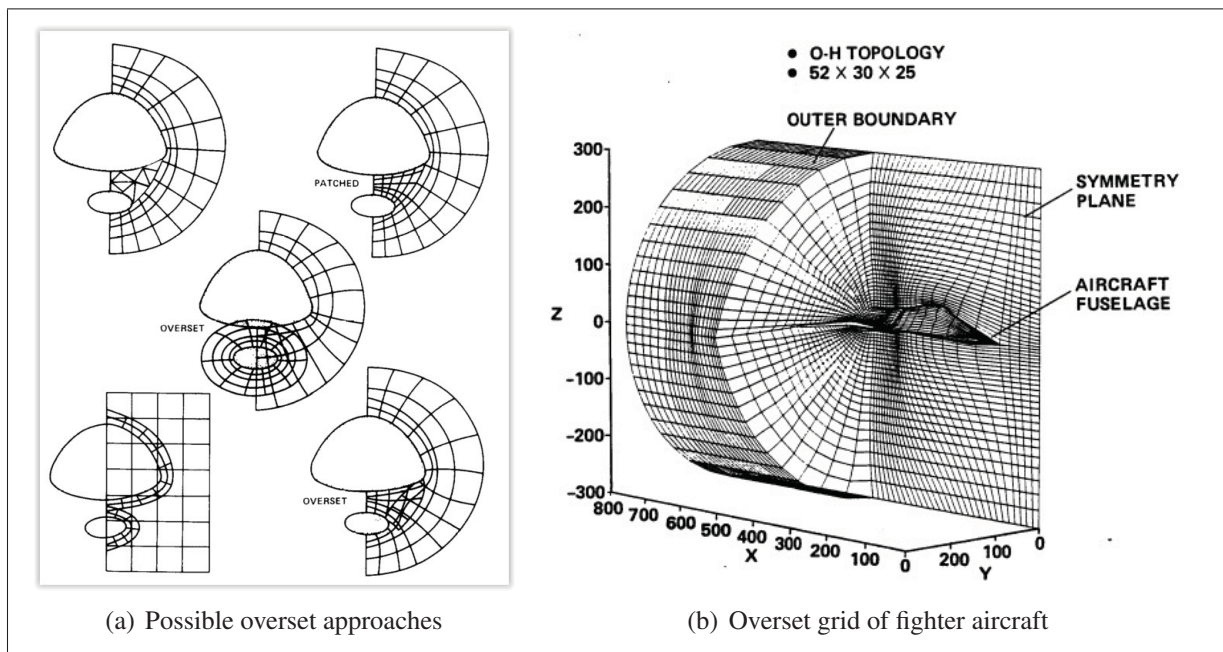 PATCHED
OVERSET
OVERSET
(a) Possible overset approaches
● O-H TOPOLOGY
● 52 X 30 X 25
OUTER BOUNDARY
SYMMETRY
PLANE
AIRCRAFT
FUSELAGE
300
200
100
Z
0
-100
-200
-300
800
700
600
500
400
300
200
100
0
X
200
100
0
Y
(b) Overset grid of fighter aircraft